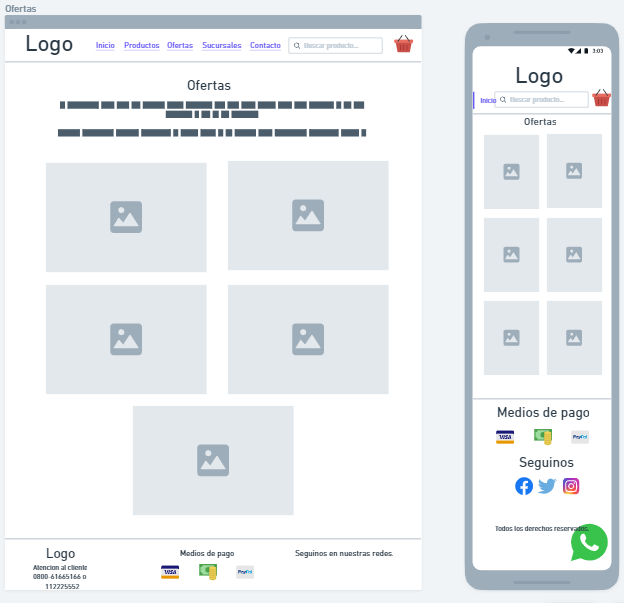 Ofertas
Logo
Inicio Productos Ofertas Sucursales Contacto Buscar producto...
Ofertas
Logo
Atencion al cliente
0800-61665166 o
112225552
Medios de pago
VISA PayPal
Seguinos en nuestras redes.
3:03
Logo
Inicio Buscar producto...
Ofertas
Medios de pago
VISA PayPal
Seguinos
Todos los derechos reservados.